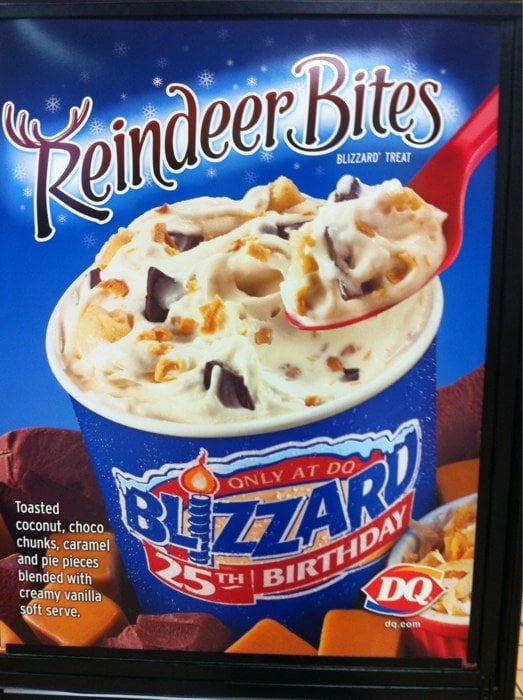 Reindeer Bites
BLIZZARD® TREAT
ONLY AT DQ
BLIZZARD
25TH BIRTHDAY
Toasted
coconut, choco
chunks, caramel
and pie pieces
blended with
creamy vanilla
soft serve.
DQ
dq.com